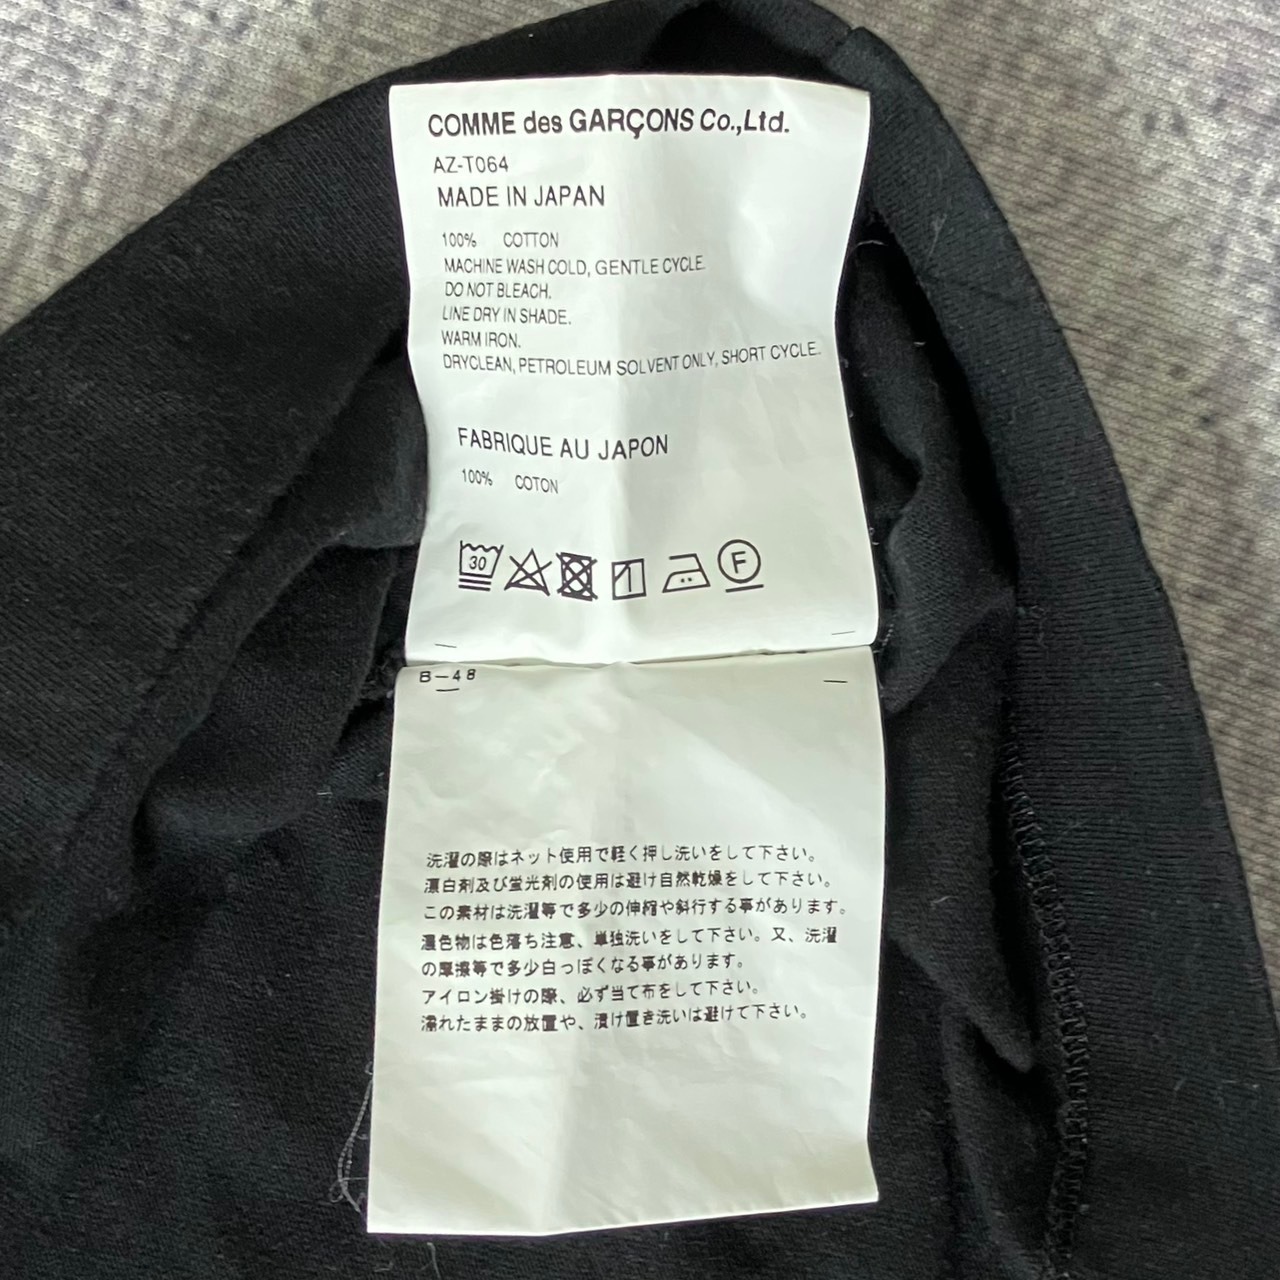 COMME des GARÇONS Co.,Ltd.
AZ-T064
MADE IN JAPAN
100% COTTON
MACHINE WASH COLD, GENTLE CYCLE.
DO NOT BLEACH.
LINE DRY IN SHADE.
WARM IRON.
DRYCLEAN, PETROLEUM SOLVENT ONLY, SHORT CYCLE.
FABRIQUE AU JAPON
100% COTON
30 F
B-48
洗濯の際はネット使用で軽く押し洗いをして下さい。
漂白剤及び蛍光剤の使用は避け自然乾燥をして下さい。
この素材は洗濯等で多少の伸縮や斜行する事があります。
濃色物は色落ち注意、単独洗いをして下さい。又、洗濯
の摩擦等で多少白っぽくなる事があります。
アイロン掛けの際、必ず当て布をして下さい。
濡れたままの放置や、漬け置き洗いは避けて下さい。